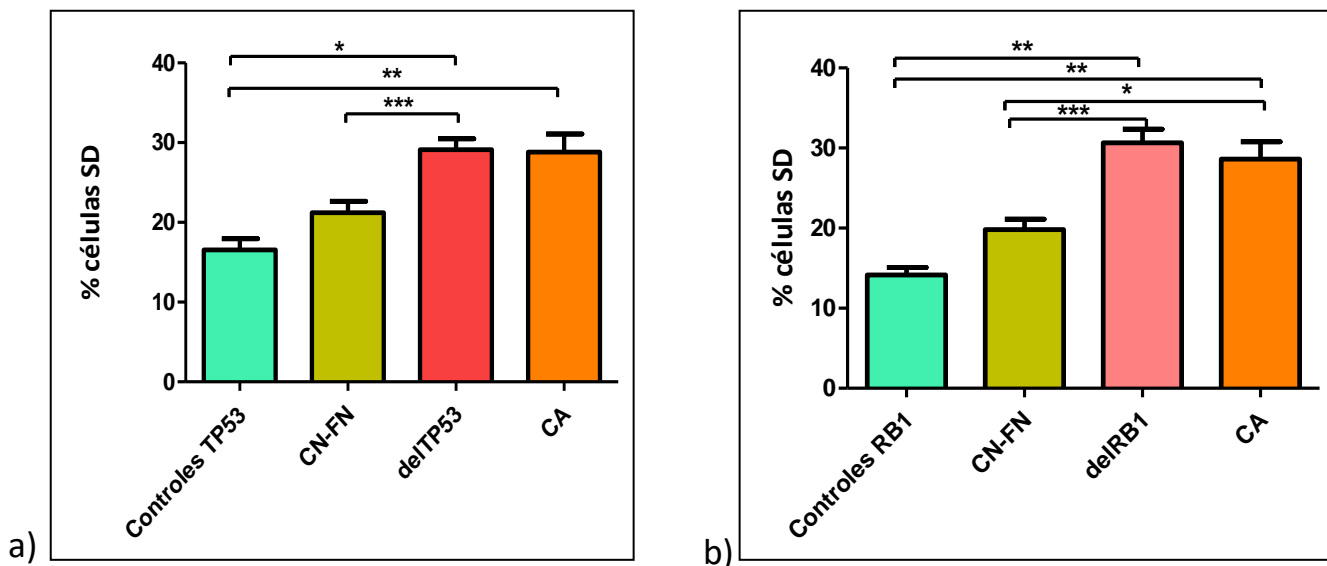 a)
% células SD
40
30
20
10
0
*
**
***
Controles TP53
CN-FN
delTP53
CA
b)
% células SD
40
30
20
10
0
**
**
*
***
Controles RB1
CN-FN
delRB1
CA